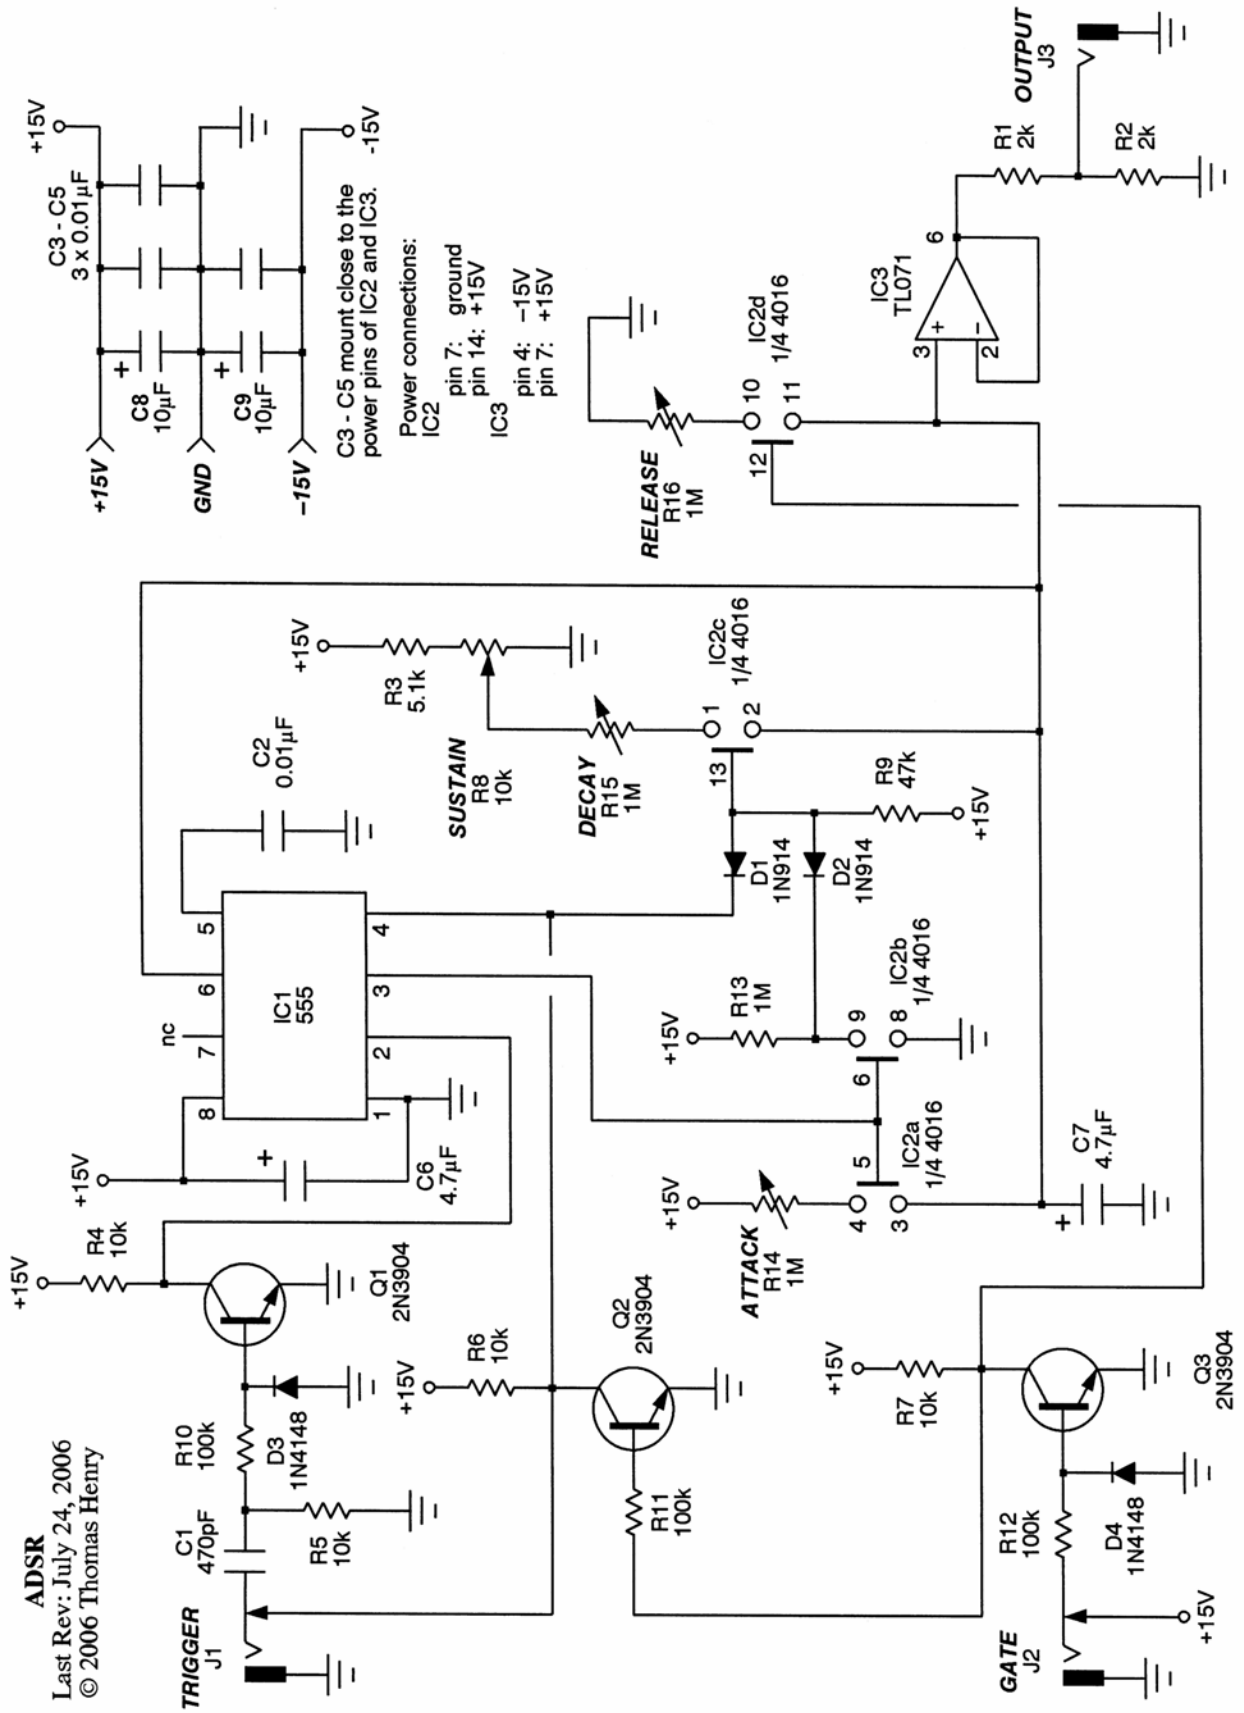 ADSR
Last Rev: July 24, 2006
© 2006 Thomas Henry
+15V
GND
–15V
C8
10µF
+
C9
10µF
+
C3 - C5
3 x 0.01µF
+15V
-15V
C3 - C5 mount close to the
power pins of IC2 and IC3.
Power connections:
IC2
pin 7: ground
pin 14: +15V
IC3
pin 4: –15V
pin 7: +15V
TRIGGER
J1
C1
470pF
R5
10k
R10
100k
D3
1N4148
+15V
R4
10k
Q1
2N3904
+15V
C6
4.7µF
+
8
7
6
5
nc
IC1
555
1
2
3
4
C2
0.01µF
+15V
R3
5.1k
SUSTAIN
R8
10k
DECAY
R15
1M
1
2
13
IC2c
1/4 4016
D1
1N914
D2
1N914
R9
47k
+15V
+15V
R6
10k
Q2
2N3904
R11
100k
+15V
ATTACK
R14
1M
4
3
5
IC2a
1/4 4016
+15V
R13
1M
9
8
6
IC2b
1/4 4016
C7
4.7µF
+
RELEASE
R16
1M
10
11
12
IC2d
1/4 4016
IC3
TL071
3
2
6
+
–
R1
2k
R2
2k
OUTPUT
J3
GATE
J2
+15V
R12
100k
D4
1N4148
+15V
R7
10k
Q3
2N3904